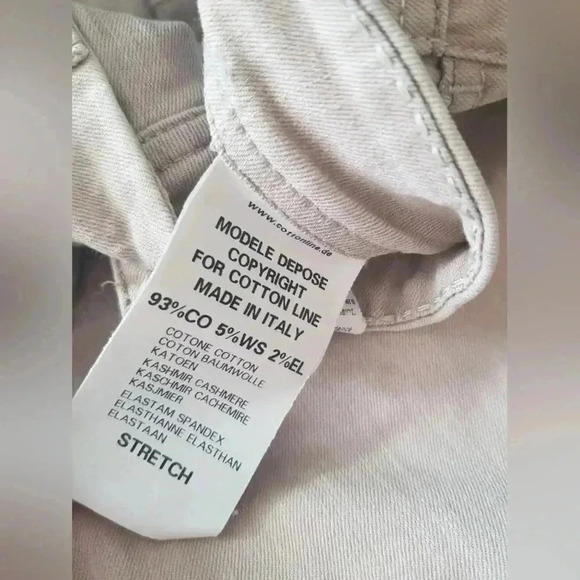 www.cottonline.de
MODELE DEPOSE
COPYRIGHT
FOR COTTON LINE
MADE IN ITALY
93%CO 5%WS 2%EL
COTONE COTTON
COTON BAUMWOLLE
KATOEN
KASHMIR CASHMERE
KASCHMIR CACHEMIRE
KASJMIER
ELASTAM SPANDEX
ELASTHANNE ELASTHAN
ELASTAAN
STRETCH